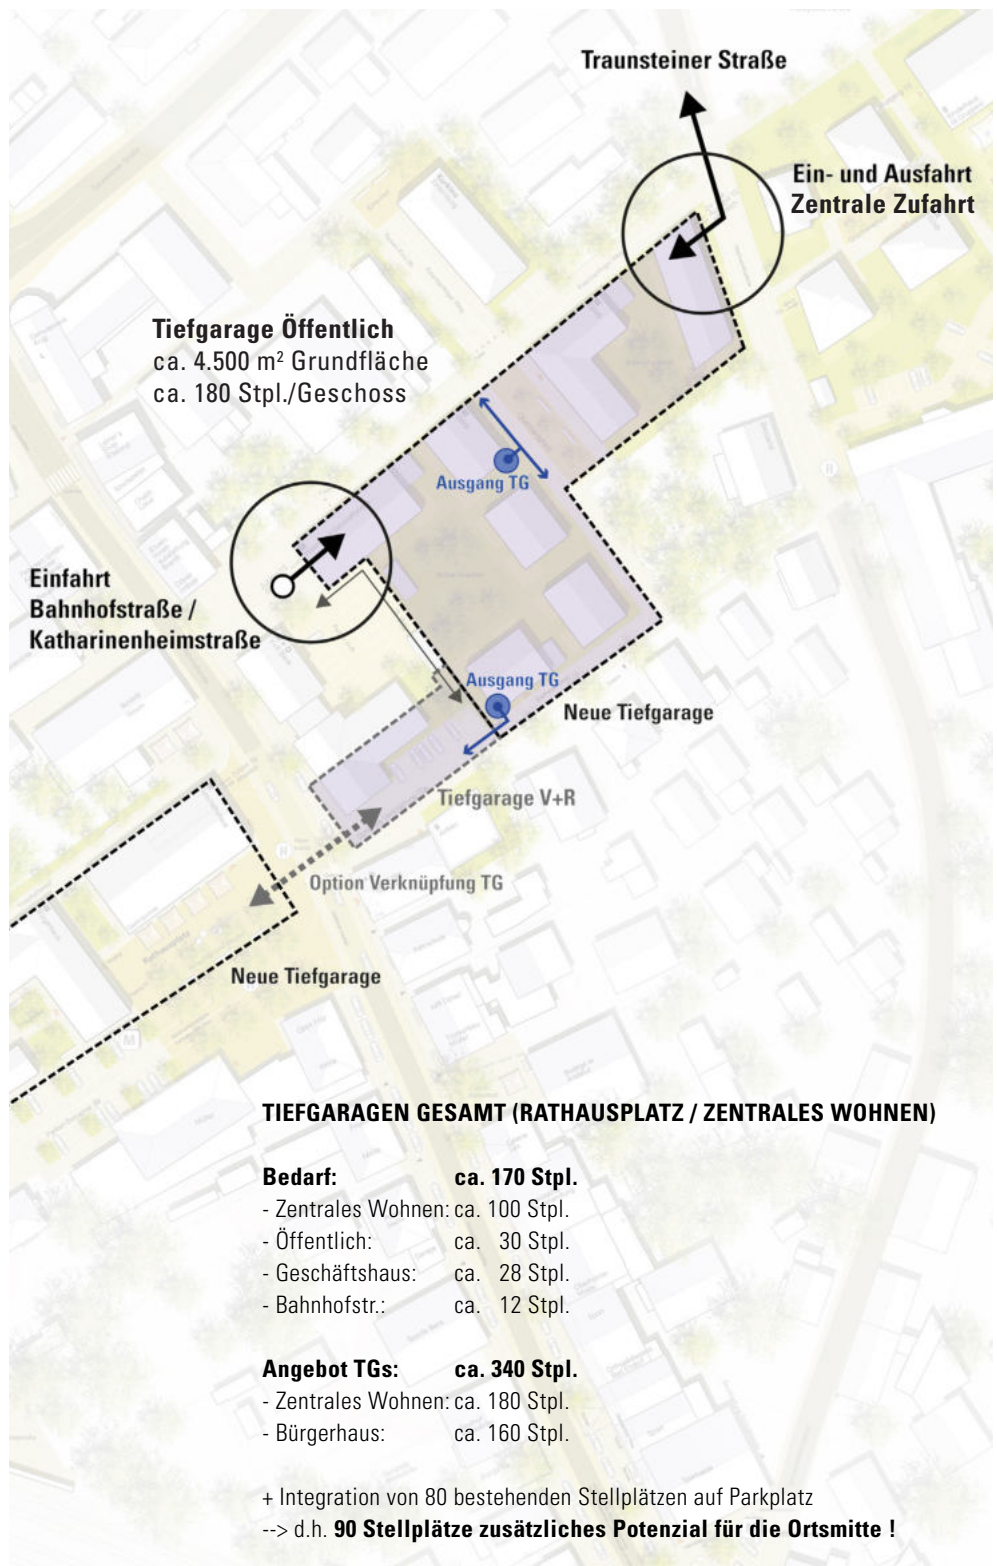 Traunsteiner Straße
Ein- und Ausfahrt
Zentrale Zufahrt
Tiefgarage Öffentlich
ca. 4.500 m² Grundfläche
ca. 180 Stpl./Geschoss
Ausgang TG
Einfahrt
Bahnhofstraße /
Katharinenheimstraße
Ausgang TG
Neue Tiefgarage
Tiefgarage V+R
Option Verknüpfung TG
Neue Tiefgarage
H
H
M
TIEFGARAGEN GESAMT (RATHAUSPLATZ / ZENTRALES WOHNEN)
Bedarf: ca. 170 Stpl.
- Zentrales Wohnen: ca. 100 Stpl.
- Öffentlich: ca. 30 Stpl.
- Geschäftshaus: ca. 28 Stpl.
- Bahnhofstr.: ca. 12 Stpl.
Angebot TGs: ca. 340 Stpl.
- Zentrales Wohnen: ca. 180 Stpl.
- Bürgerhaus: ca. 160 Stpl.
+ Integration von 80 bestehenden Stellplätzen auf Parkplatz
--> d.h. 90 Stellplätze zusätzliches Potenzial für die Ortsmitte !